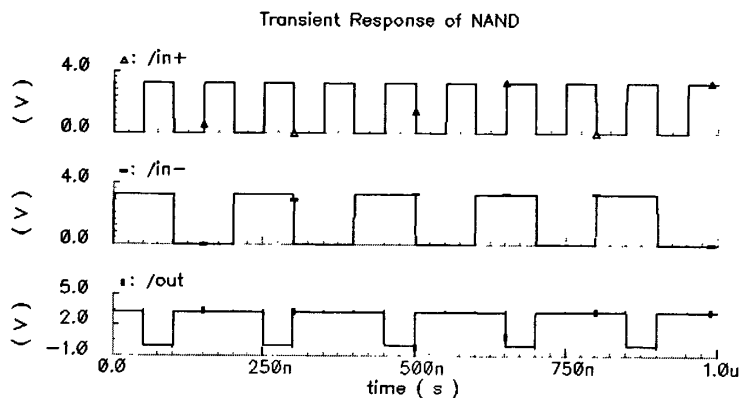 Transient Response of NAND
▵: /in+
4.0
(V)
0.0
-: /in-
4.0
(V)
0.0
▮: /out
5.0
(V)
2.0
-1.0
0.0
250n
500n
750n
1.0u
time ( s )